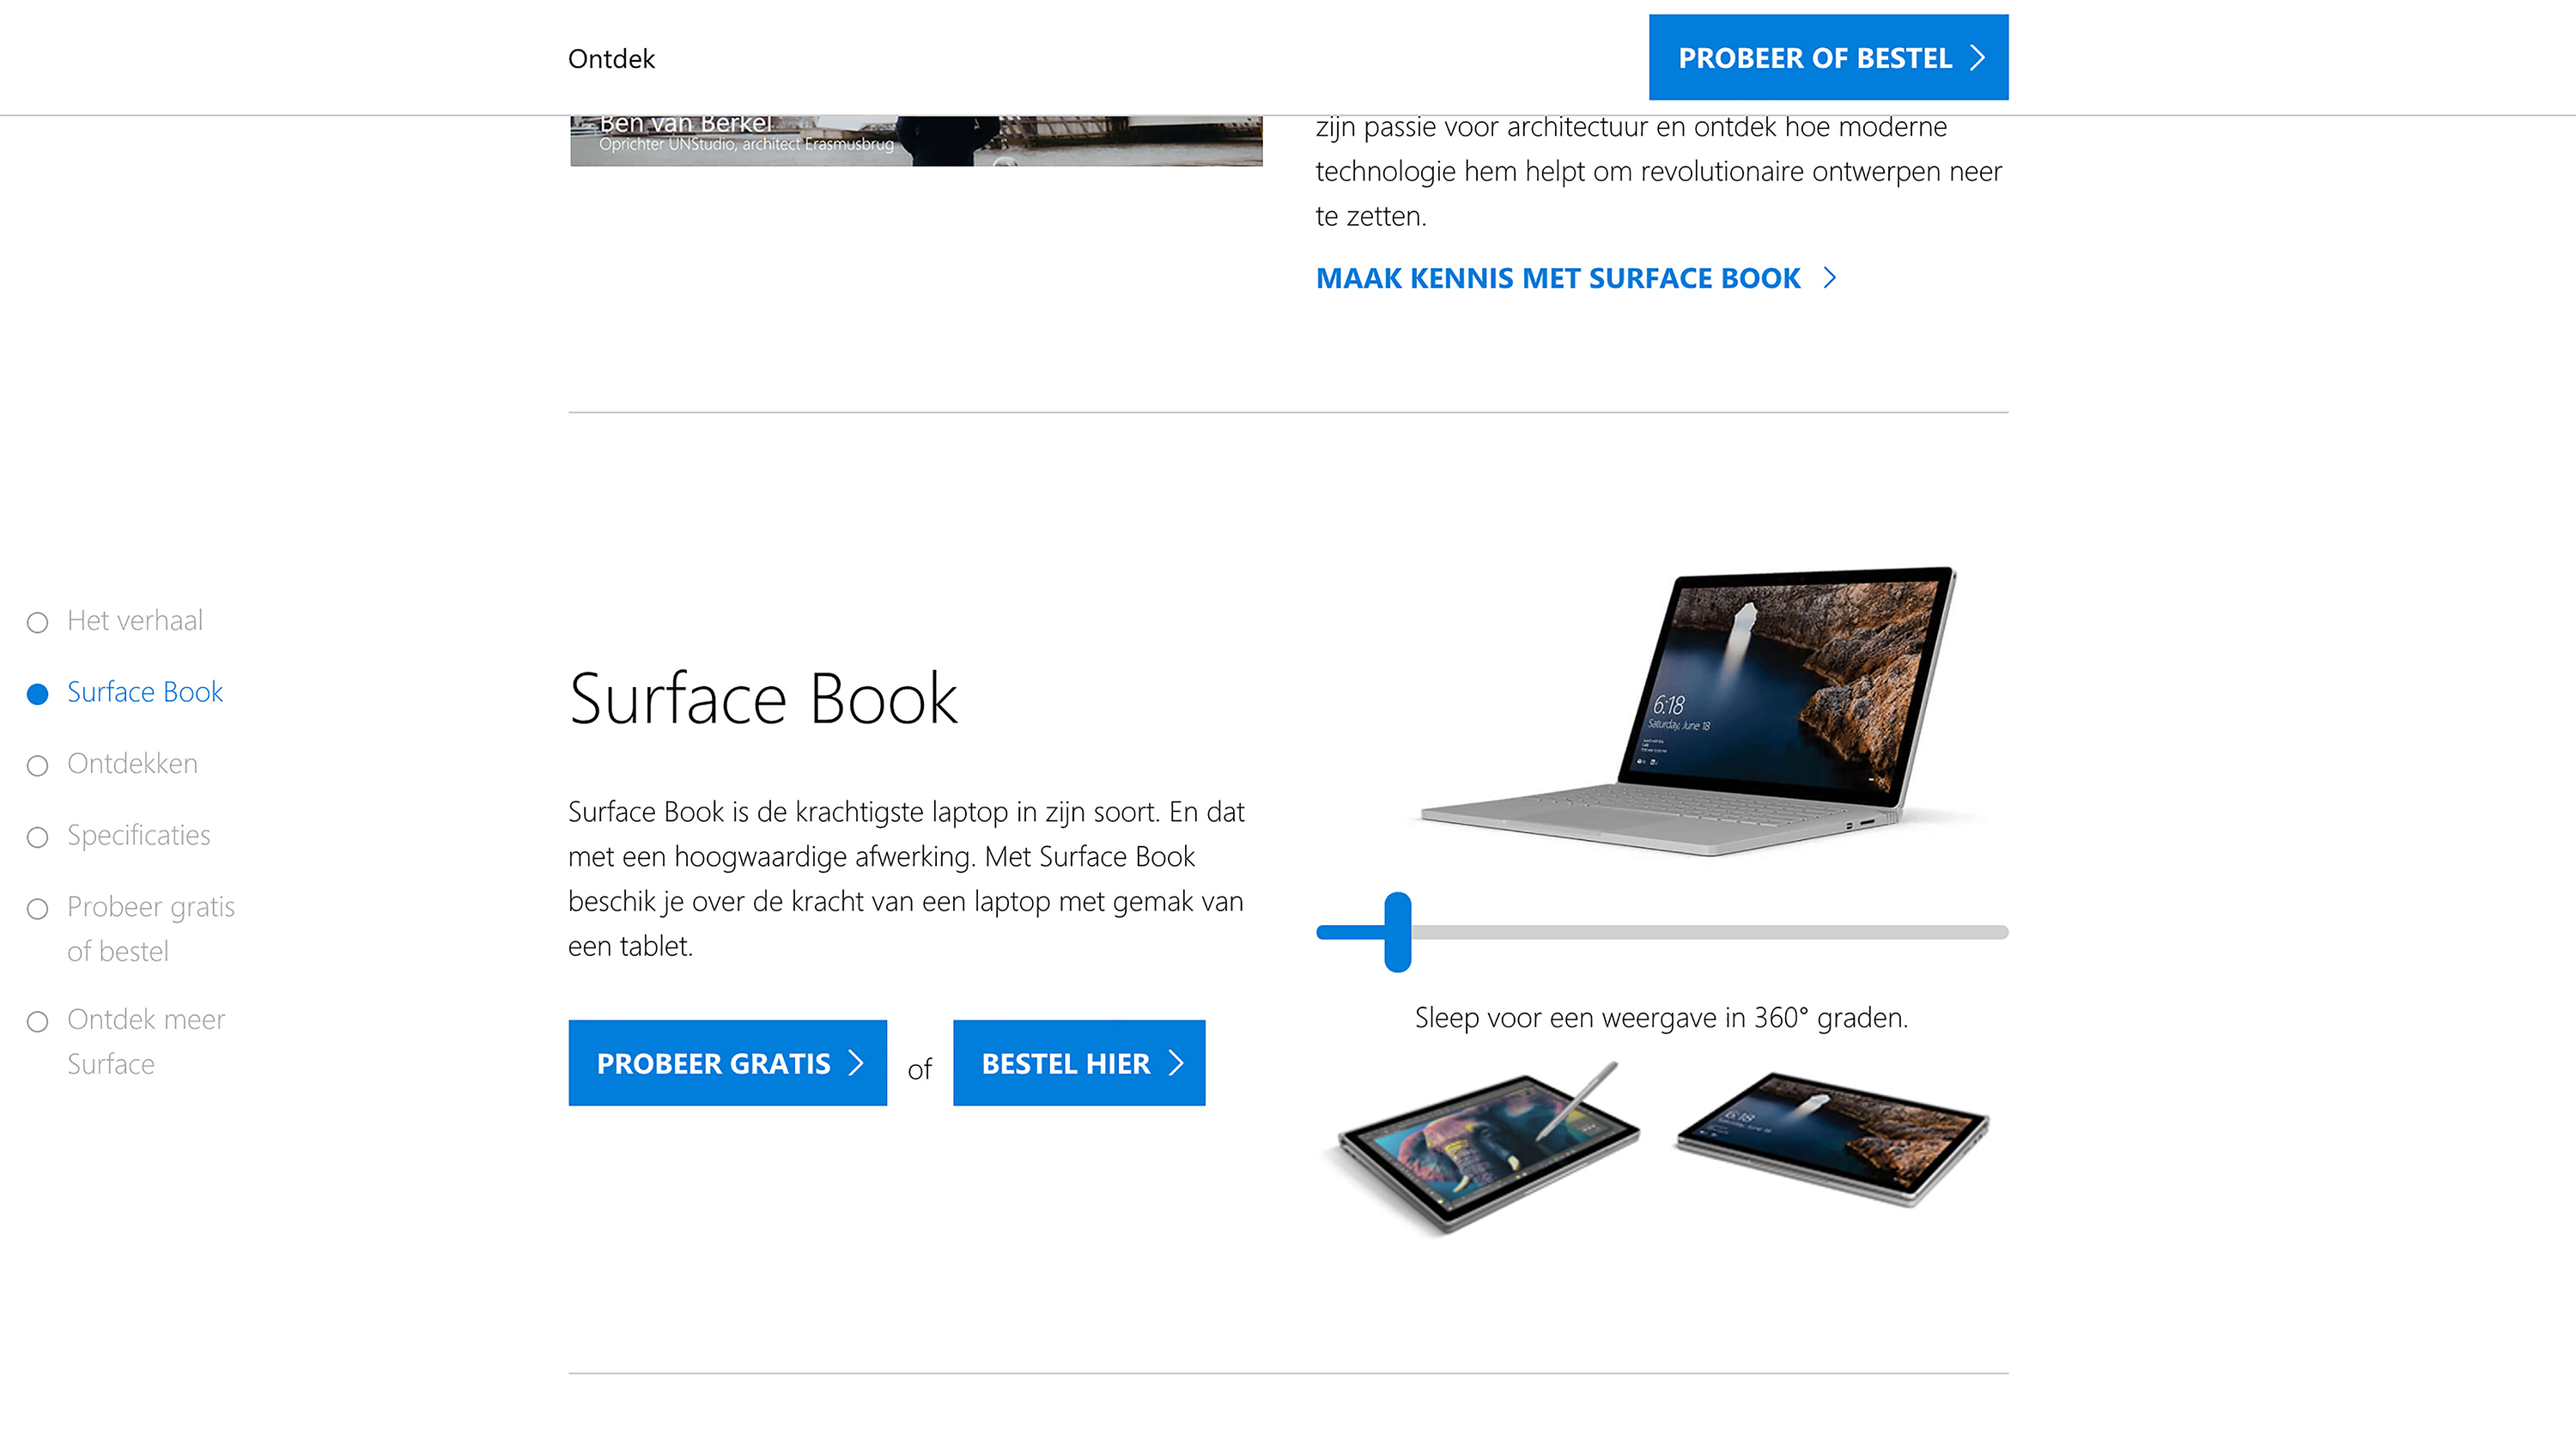 Ontdek
PROBEER OF BESTEL
Ben van Berkel
Oprichter UNStudio, architect Erasmusbrug
zijn passie voor architectuur en ontdek hoe moderne
technologie hem helpt om revolutionaire ontwerpen neer
te zetten.
MAAK KENNIS MET SURFACE BOOK
Het verhaal
Surface Book
Ontdekken
Specificaties
Probeer gratis
of bestel
Ontdek meer
Surface
Surface Book
Surface Book is de krachtigste laptop in zijn soort. En dat
met een hoogwaardige afwerking. Met Surface Book
beschik je over de kracht van een laptop met gemak van
een tablet.
PROBEER GRATIS
of
BESTEL HIER
6:18
Saturday, June 18
Sleep voor een weergave in 360° graden.
6:18